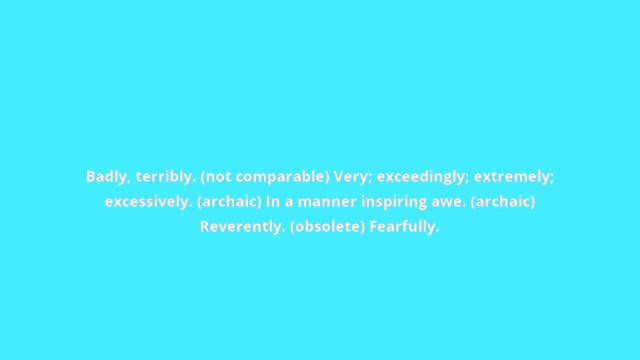 Badly, terribly. (not comparable) Very; exceedingly; extremely;
excessively. (archaic) In a manner inspiring awe. (archaic)
Reverently. (obsolete) Fearfully.